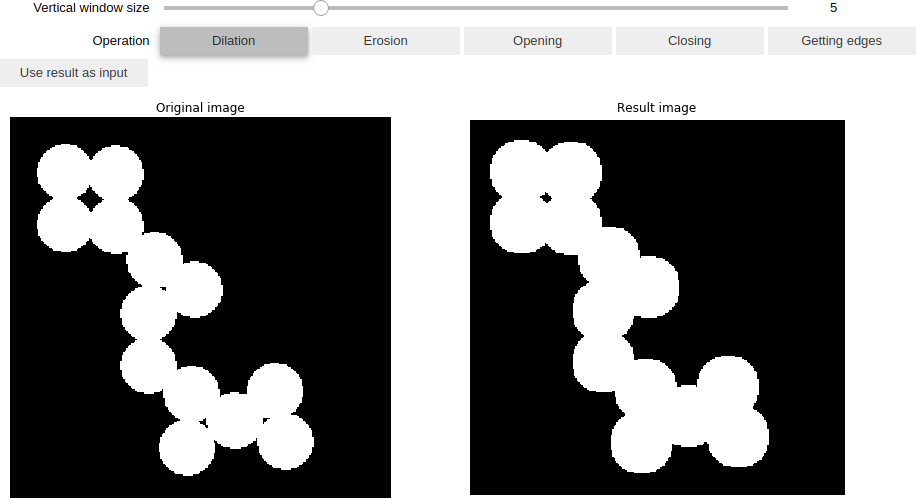 Vertical window size 5
Operation Dilation Erosion Opening Closing Getting edges
Use result as input
Original image Result image